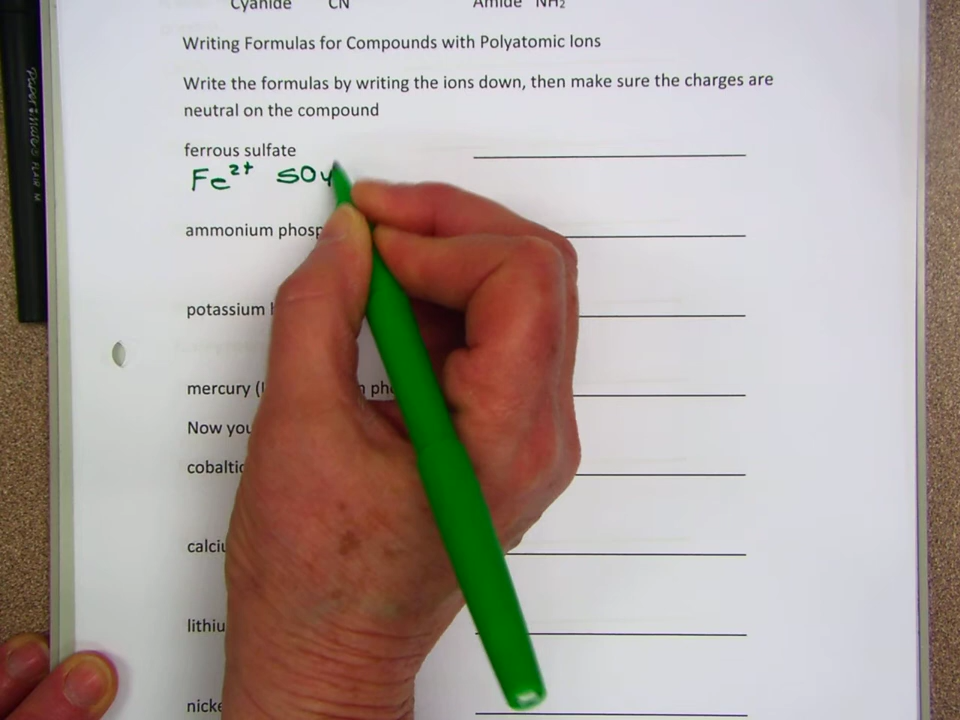 Cyanide CN Amide NH2
Writing Formulas for Compounds with Polyatomic Ions
Write the formulas by writing the ions down, then make sure the charges are
neutral on the compound
ferrous sulfate
Fe2+ SO4
ammonium phosp
potassium
mercury (
Now you
cobaltic
calciu
lithiu
nicke